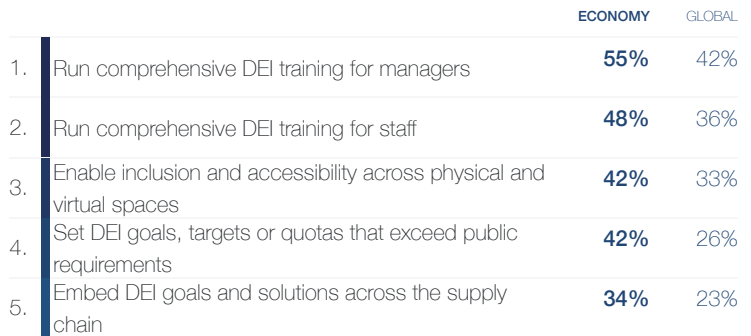 ECONOMY GLOBAL
1. Run comprehensive DEI training for managers 55% 42%
2. Run comprehensive DEI training for staff 48% 36%
3. Enable inclusion and accessibility across physical and virtual spaces 42% 33%
4. Set DEI goals, targets or quotas that exceed public requirements 42% 26%
5. Embed DEI goals and solutions across the supply chain 34% 23%